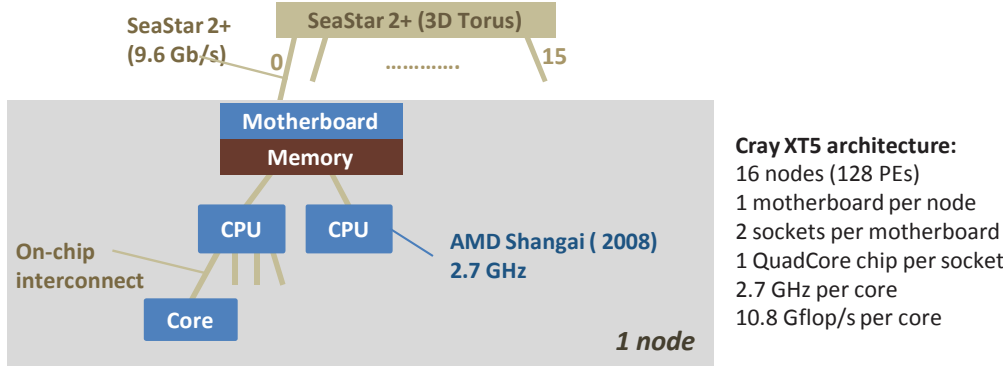 SeaStar 2+
(9.6 Gb/s)
SeaStar 2+ (3D Torus)
0
………….
15
Motherboard
Memory
CPU
CPU
On-chip
interconnect
AMD Shangai ( 2008)
2.7 GHz
Core
1 node
Cray XT5 architecture:
16 nodes (128 PEs)
1 motherboard per node
2 sockets per motherboard
1 QuadCore chip per socket
2.7 GHz per core
10.8 Gflop/s per core